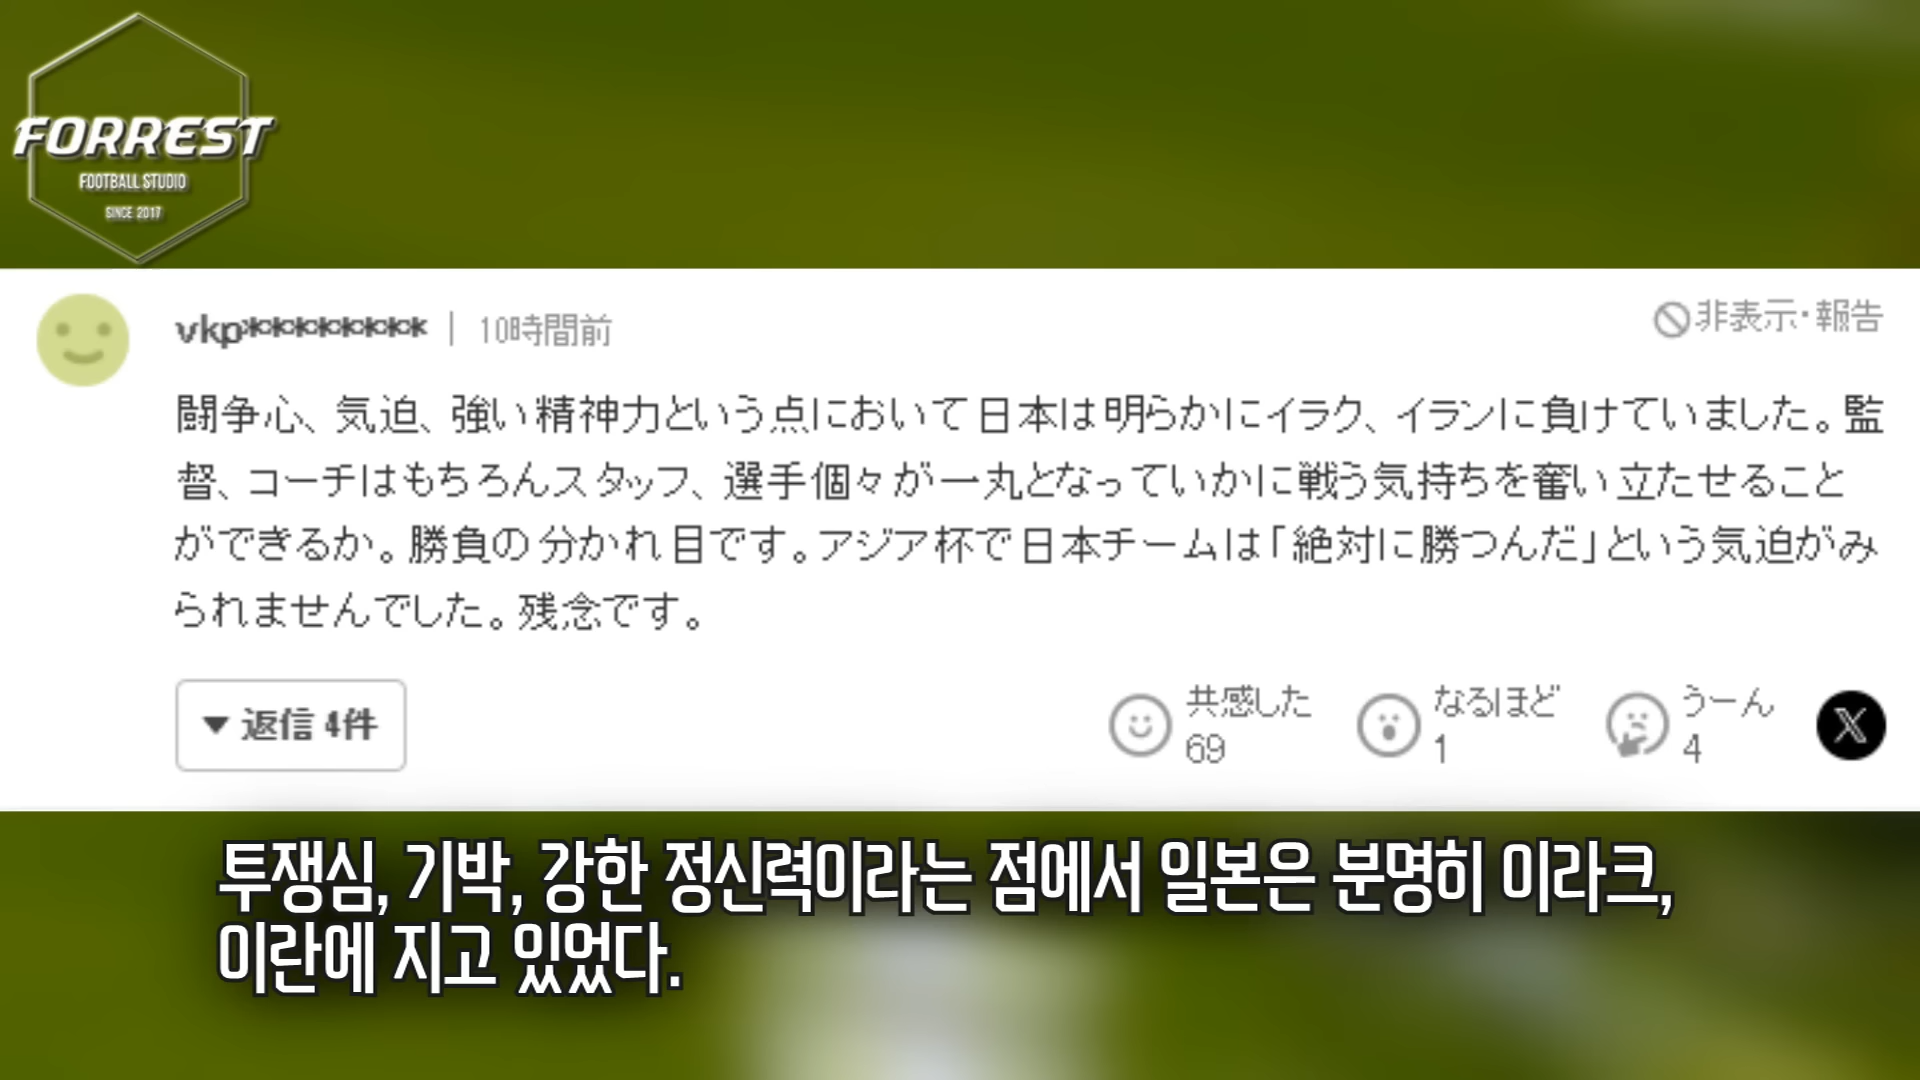 FORREST
FOOTBALL STUDIO
SINCE 2017
vkp******** | 10時間前
非表示・報告
闘争心、気迫、強い精神力という点において日本は明らかにイラク、イランに負けていました。監
督、コーチはもちろんスタッフ、選手個々が一丸となっていかに戦う気持ちを奮い立たせること
ができるか。勝負の分かれ目です。アジア杯で日本チームは「絶対に勝つんだ」という気迫がみ
られませんでした。残念です。
返信 4件
共感した
69
なるほど
1
うーん
4
투쟁심, 기박, 강한 정신력이라는 점에서 일본은 분명히 이라크,
이란에 지고 있었다.